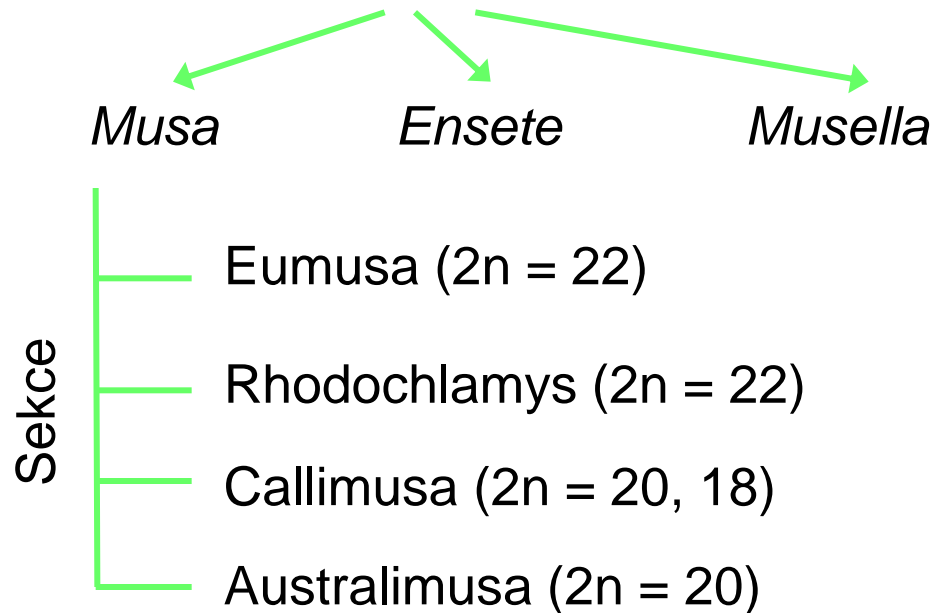 Musa Ensete Musella
Sekce
Eumusa (2n = 22)
Rhodochlamys (2n = 22)
Callimusa (2n = 20, 18)
Australimusa (2n = 20)